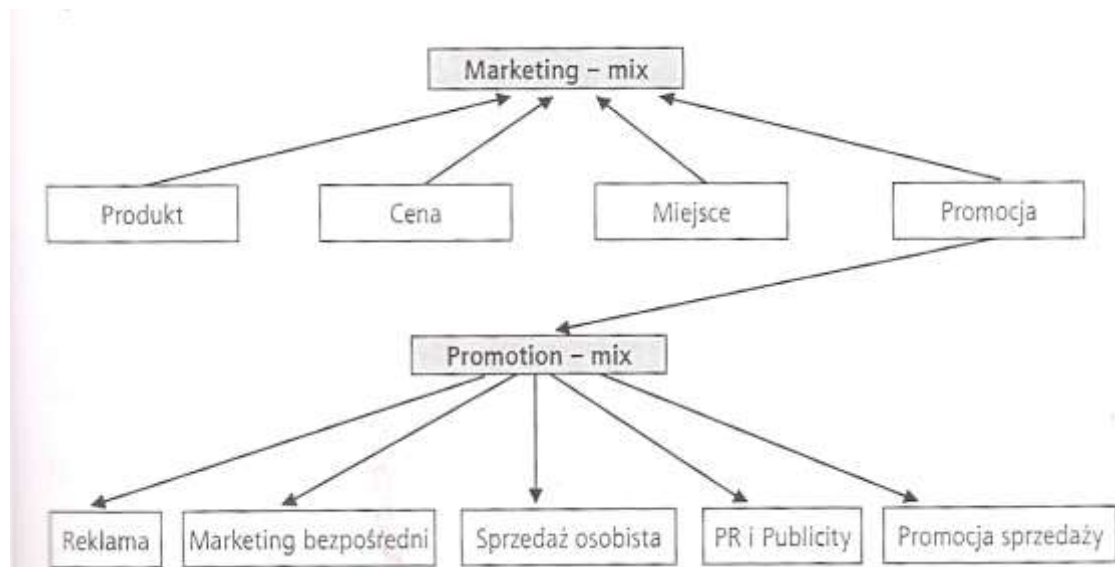 Marketing – mix
Produkt
Cena
Miejsce
Promocja
Promotion – mix
Reklama
Marketing bezpośredni
Sprzedaż osobista
PR i Publicity
Promocja sprzedaży